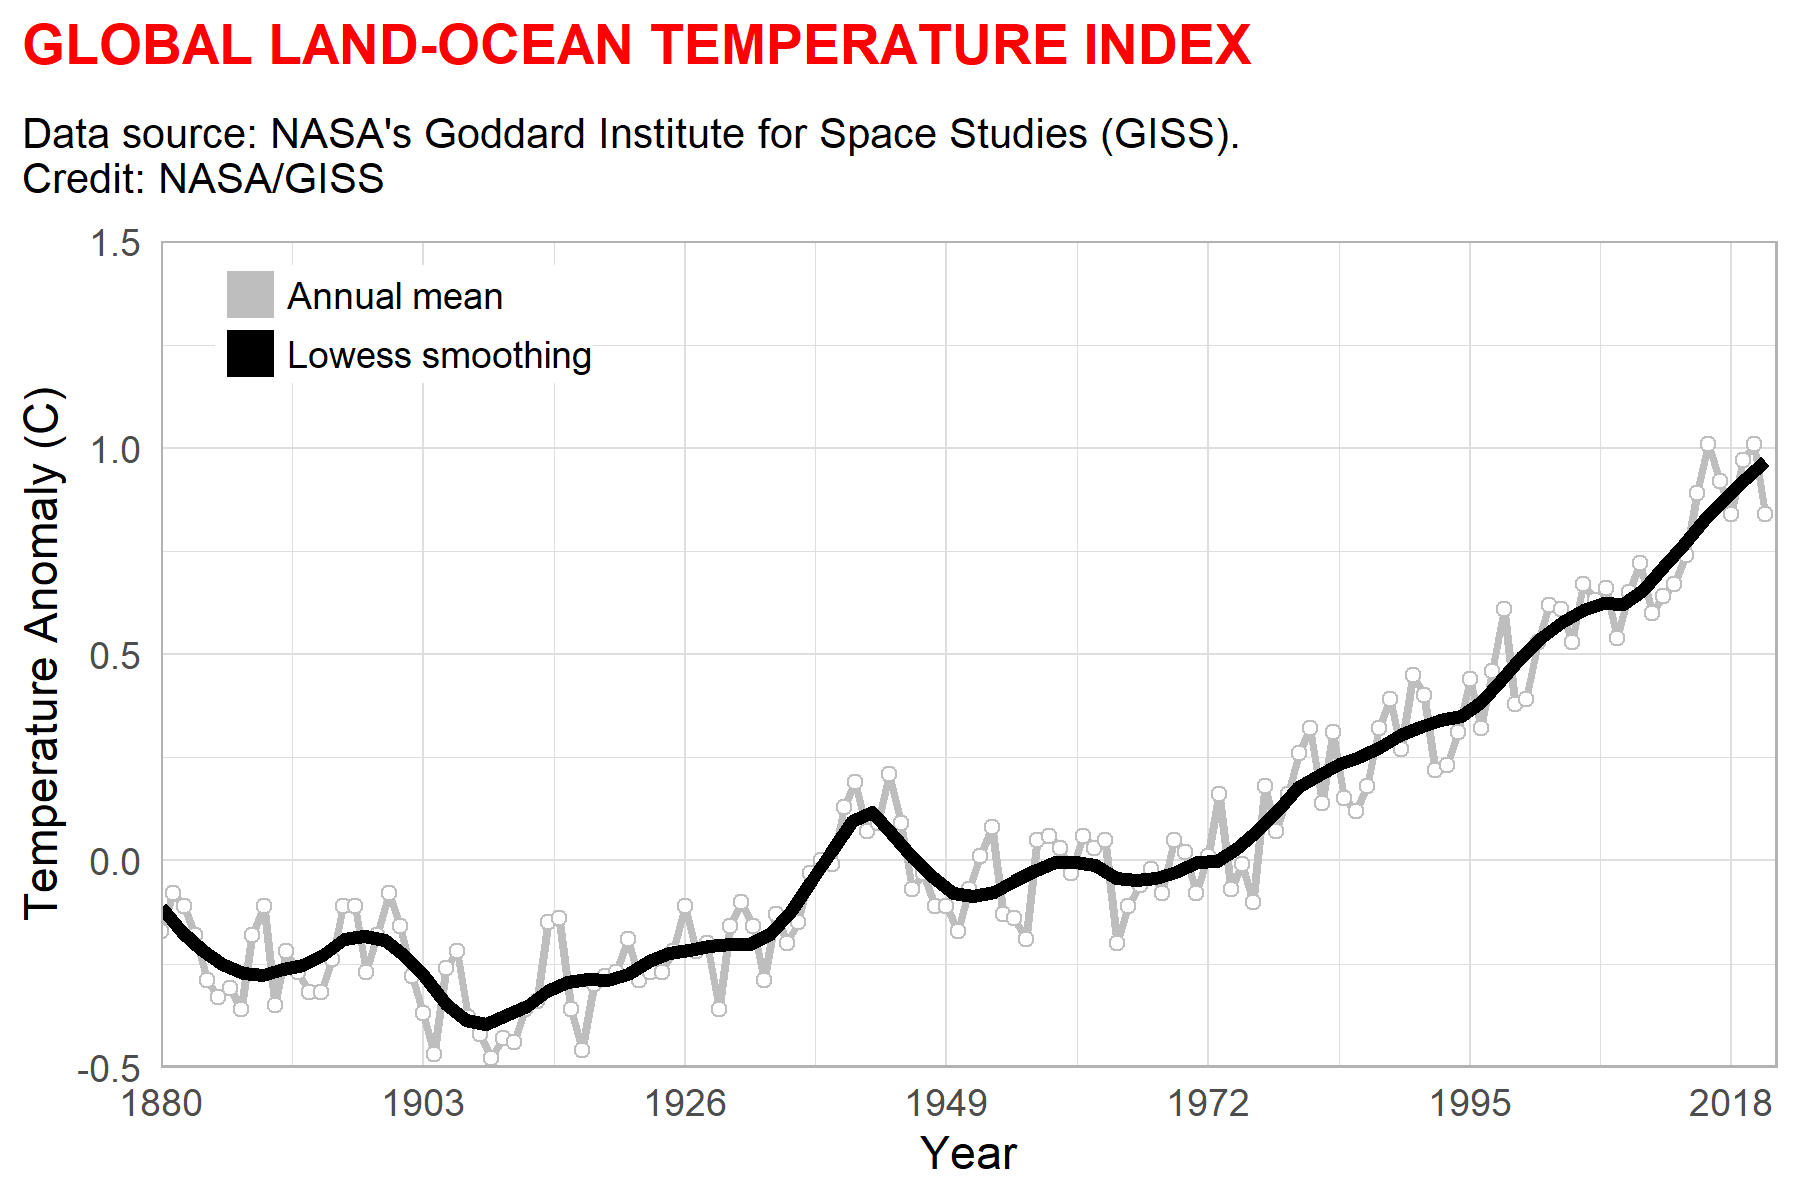 GLOBAL LAND-OCEAN TEMPERATURE INDEX
Data source: NASA's Goddard Institute for Space Studies (GISS).
Credit: NASA/GISS
1.5
1.0
0.5
0.0
-0.5
Temperature Anomaly (C)
Annual mean
Lowess smoothing
1880 1903 1926 1949 1972 1995 2018
Year